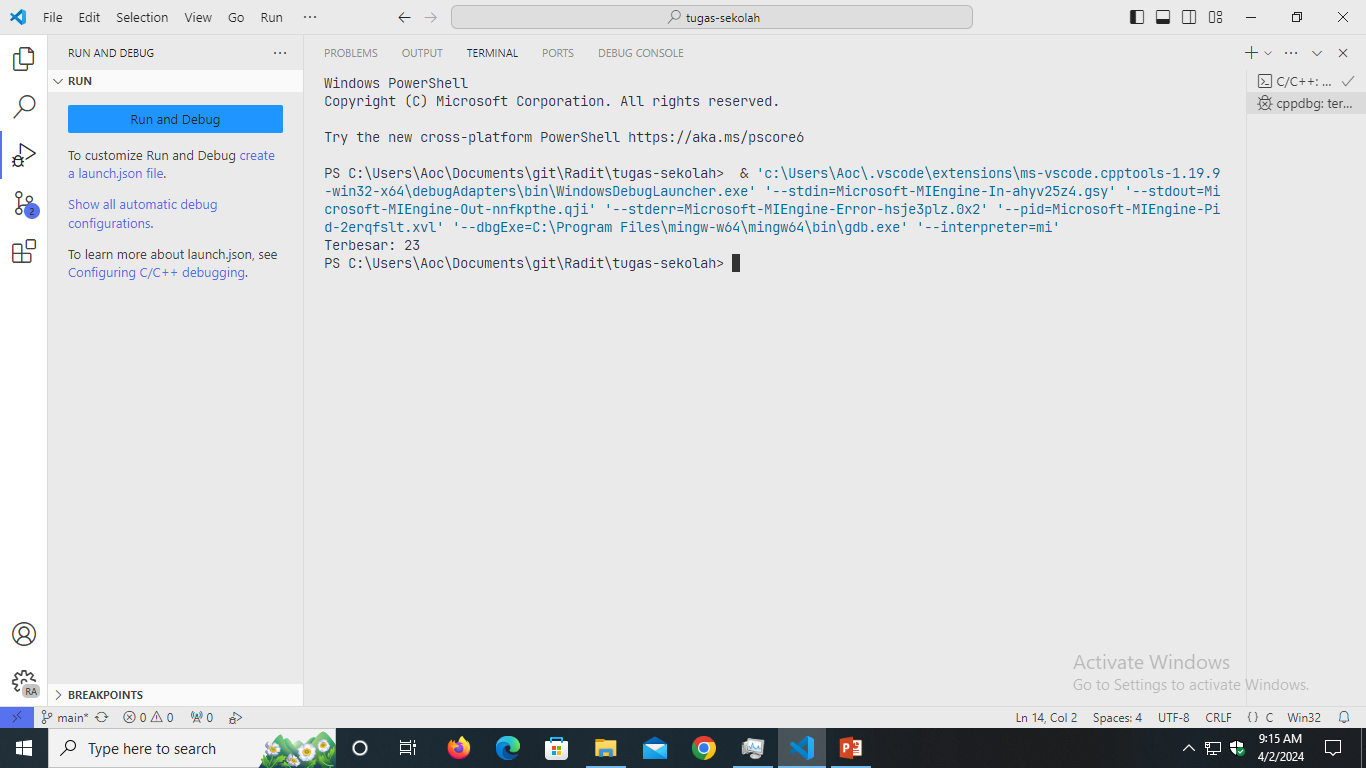 File Edit Selection View Go Run ···
tugas-sekolah
RUN AND DEBUG ···
RUN
Run and Debug
To customize Run and Debug create
a launch.json file.
Show all automatic debug
configurations.
To learn more about launch.json, see
Configuring C/C++ debugging.
BREAKPOINTS
PROBLEMS OUTPUT TERMINAL PORTS DEBUG CONSOLE
Windows PowerShell
Copyright (C) Microsoft Corporation. All rights reserved.
Try the new cross-platform PowerShell https://aka.ms/pscore6
PS C:\Users\Aoc\Documents\git\Radit\tugas-sekolah>  & 'c:\Users\Aoc\.vscode\extensions\ms-vscode.cpptools-1.19.9
-win32-x64\debugAdapters\bin\WindowsDebugLauncher.exe' '--stdin=Microsoft-MIEngine-In-ahyv25z4.gsy' '--stdout=Mi
crosoft-MIEngine-Out-nnfkpthe.qji' '--stderr=Microsoft-MIEngine-Error-hsje3plz.0x2' '--pid=Microsoft-MIEngine-Pi
d-2erqfslt.xvl' '--dbgExe=C:\Program Files\mingw-w64\mingw64\bin\gdb.exe' '--interpreter=mi'
Terbesar: 23
PS C:\Users\Aoc\Documents\git\Radit\tugas-sekolah>
C/C++: ...
cppdbg: ter...
2
RA
Activate Windows
Go to Settings to activate Windows.
main* 0 0 0 Ln 14, Col 2 Spaces: 4 UTF-8 CRLF {} C Win32
Type here to search
9:15 AM
4/2/2024